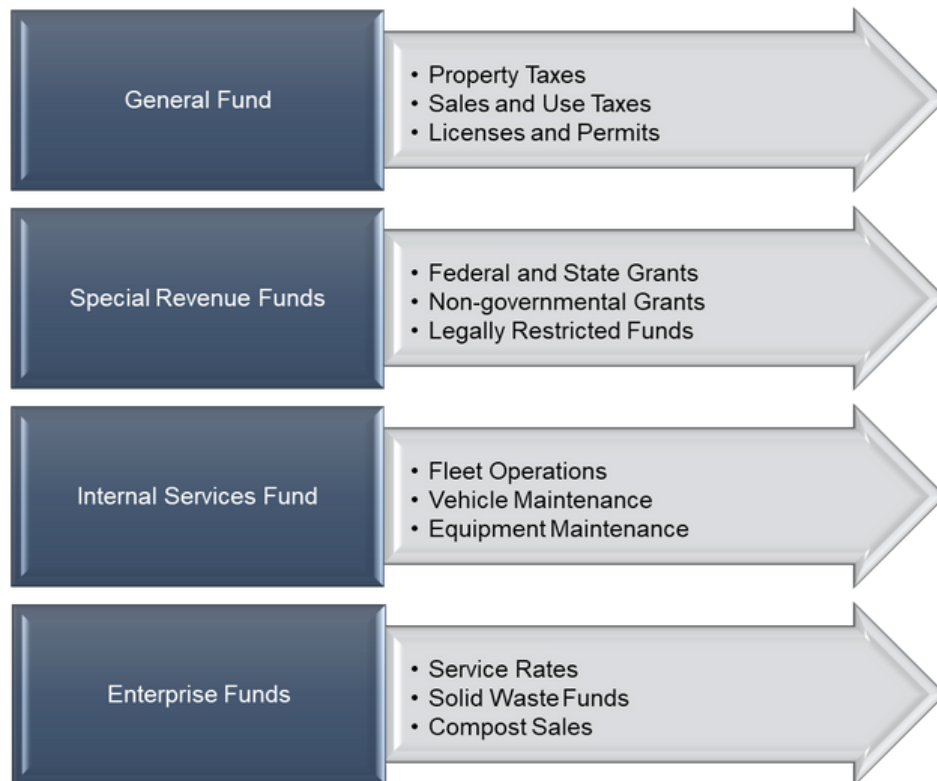 General Fund
• Property Taxes
• Sales and Use Taxes
• Licenses and Permits
Special Revenue Funds
• Federal and State Grants
• Non-governmental Grants
• Legally Restricted Funds
Internal Services Fund
• Fleet Operations
• Vehicle Maintenance
• Equipment Maintenance
Enterprise Funds
• Service Rates
• Solid Waste Funds
• Compost Sales